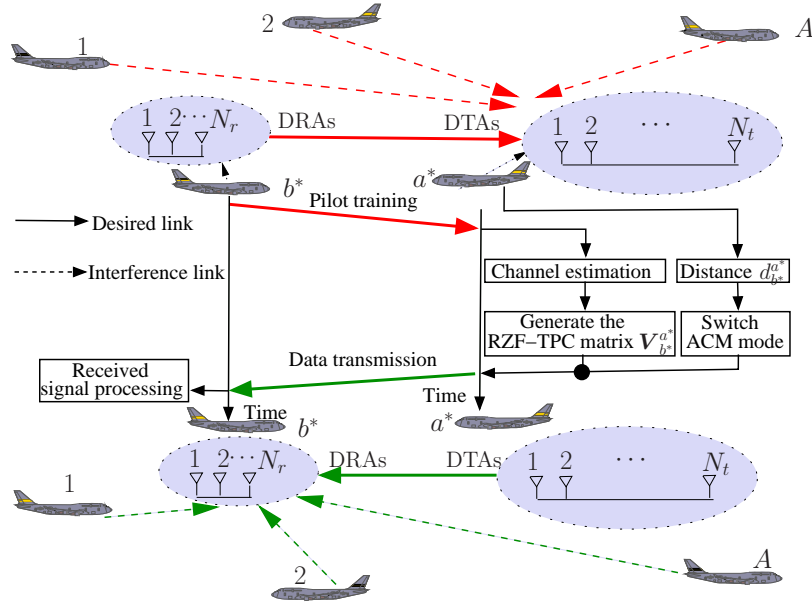 2
A
1
1 2··· N_r
DRAs
DTAs
1 2 ··· N_t
b*
a*
Pilot training
Desired link
Interference link
Channel estimation
Distance d_{b*}^{a*}
Generate the
RZF–TPC matrix V_{b*}^{a*}
Switch
ACM mode
Data transmission
Received
signal processing
Time
Time
b*
a*
1 2··· N_r
DRAs
DTAs
1 2 ··· N_t
1
2
A